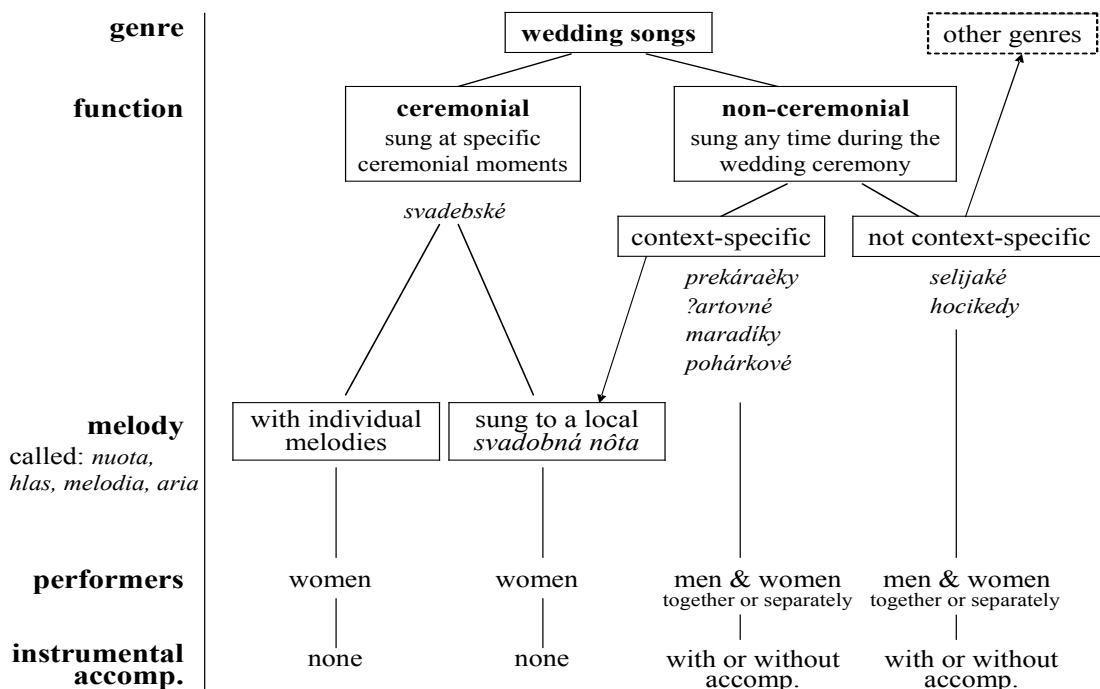 genre
wedding songs
other genres
function
ceremonial
sung at specific
ceremonial moments
non-ceremonial
sung any time during the
wedding ceremony
svadebské
context-specific
not context-specific
prekáraèky
?artovné
maradíky
pohárkové
selijaké
hocikedy
melody
called: nuota,
hlas, melodia, aria
with individual
melodies
sung to a local
svadobná nôta
performers
women
women
men & women
together or separately
men & women
together or separately
instrumental
accomp.
none
none
with or without
accomp.
with or without
accomp.